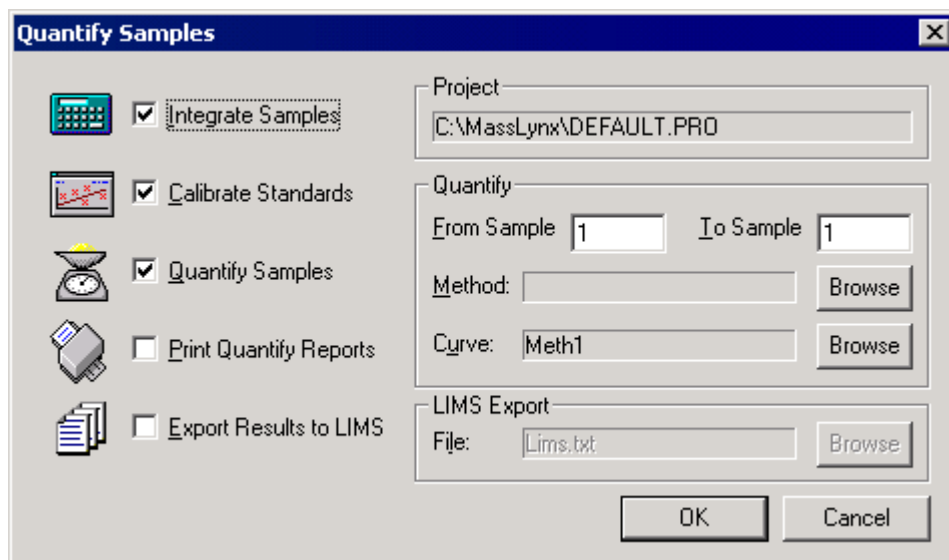 Quantify Samples
Integrate Samples
Calibrate Standards
Quantify Samples
Print Quantify Reports
Export Results to LIMS
Project
C:\MassLynx\DEFAULT.PRO
Quantify
From Sample 1 To Sample 1
Method: Browse
Curve: Meth1 Browse
LIMS Export
File: Lims.txt Browse
OK Cancel